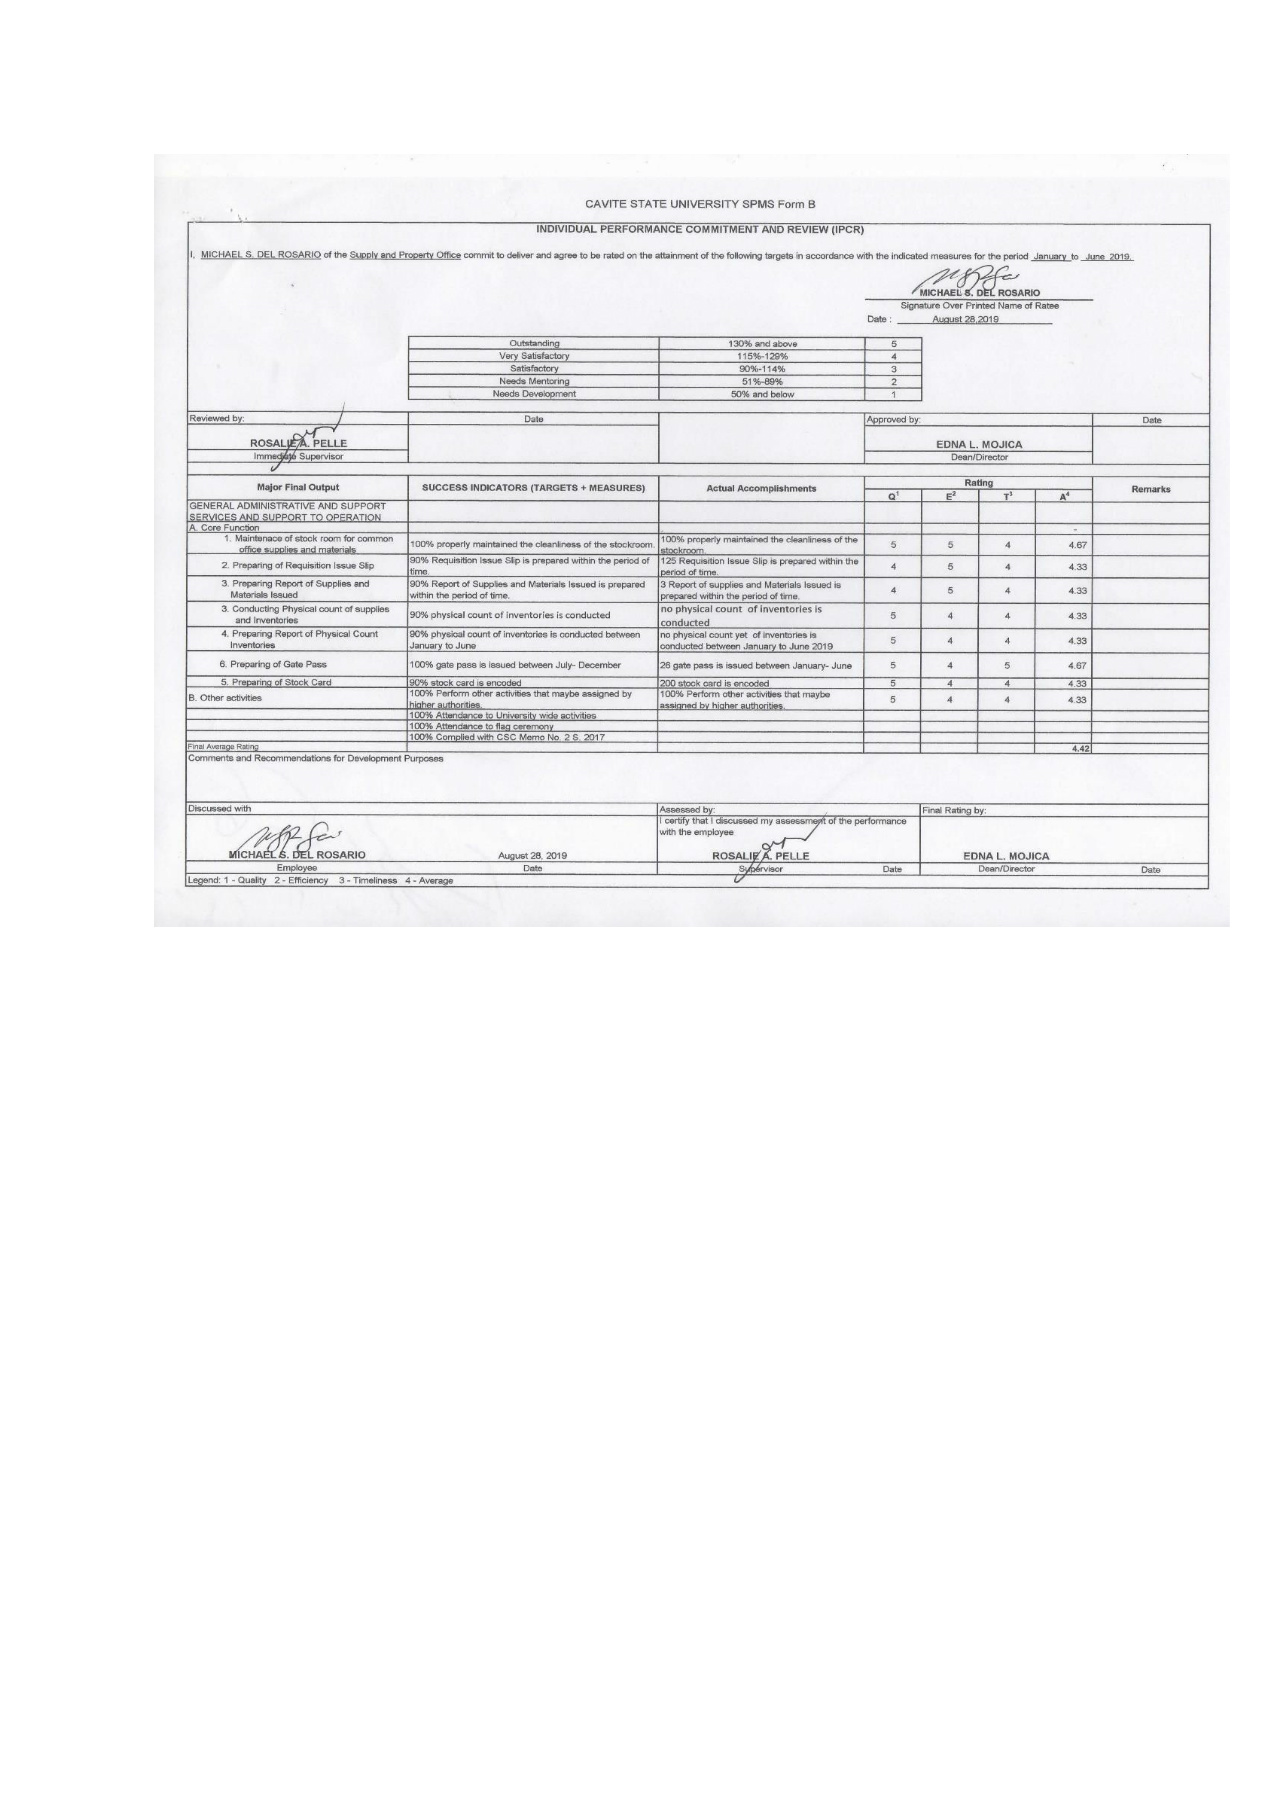 CAVITE STATE UNIVERSITY SPMS Form B
INDIVIDUAL PERFORMANCE COMMITMENT AND REVIEW (IPCR)
I, MICHAEL S. DEL ROSARIO of the Supply and Property Office commit to deliver and agree to be rated on the attainment of the following targets in accordance with the indicated measures for the period January to June 2019.
MICHAEL S. DEL ROSARIO
Signature Over Printed Name of Ratee
Date : August 28,2019
Outstanding 130% and above 5
Very Satisfactory 115%-129% 4
Satisfactory 90%-114% 3
Needs Mentoring 51%-89% 2
Needs Development 50% and below 1
Reviewed by: Date Approved by: Date
ROSALIE A. PELLE EDNA L. MOJICA
Immediate Supervisor Dean/Director
Major Final Output SUCCESS INDICATORS (TARGETS + MEASURES) Actual Accomplishments Rating Remarks
Q1 E2 T3 A4
GENERAL ADMINISTRATIVE AND SUPPORT
SERVICES AND SUPPORT TO OPERATION
A. Core Function -
1. Maintenace of stock room for common
office supplies and materials
100% properly maintained the cleanliness of the stockroom.
100% properly maintained the cleanliness of the
stockroom.
5 5 4 4.67
2. Preparing of Requisition Issue Slip
90% Requisition Issue Slip is prepared within the period of
time.
125 Requisition Issue Slip is prepared within the
period of time.
4 5 4 4.33
3. Preparing Report of Supplies and
Materials Issued
90% Report of Supplies and Materials Issued is prepared
within the period of time.
3 Report of supplies and Materials Issued is
prepared within the period of time.
4 5 4 4.33
3. Conducting Physical count of supplies
and Inventories
90% physical count of inventories is conducted
no physical count of inventories is
conducted
5 4 4 4.33
4. Preparing Report of Physical Count
Inventories
90% physical count of inventories is conducted between
January to June
no physical count yet of inventories is
conducted between January to June 2019
5 4 4 4.33
6. Preparing of Gate Pass
100% gate pass is issued between July- December
26 gate pass is issued between January- June
5 4 5 4.67
5. Preparing of Stock Card
90% stock card is encoded
200 stock card is encoded
5 4 4 4.33
B. Other activities
100% Perform other activities that maybe assigned by
higher authorities.
100% Perform other activities that maybe
assigned by higher authorities.
5 4 4 4.33
100% Attendance to University wide activities
100% Attendance to flag ceremony
100% Complied with CSC Memo No. 2 S. 2017
Final Average Rating 4.42
Comments and Recommendations for Development Purposes
Discussed with Assessed by: Final Rating by:
I certify that I discussed my assessment of the performance
with the employee
MICHAEL S. DEL ROSARIO August 28, 2019 ROSALIE A. PELLE EDNA L. MOJICA
Employee Date Supervisor Date Dean/Director Date
Legend: 1 - Quality 2 - Efficiency 3 - Timeliness 4 - Average